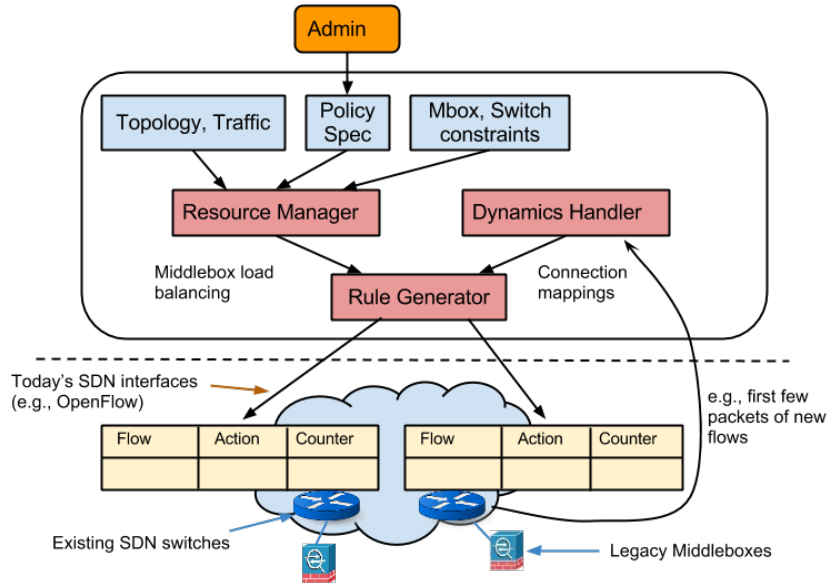 Admin
Topology, Traffic
Policy
Spec
Mbox, Switch
constraints
Resource Manager
Dynamics Handler
Middlebox load
balancing
Connection
mappings
Rule Generator
Today's SDN interfaces
(e.g., OpenFlow)
e.g., first few
packets of new
flows
Flow Action Counter
Flow Action Counter
Existing SDN switches
Legacy Middleboxes